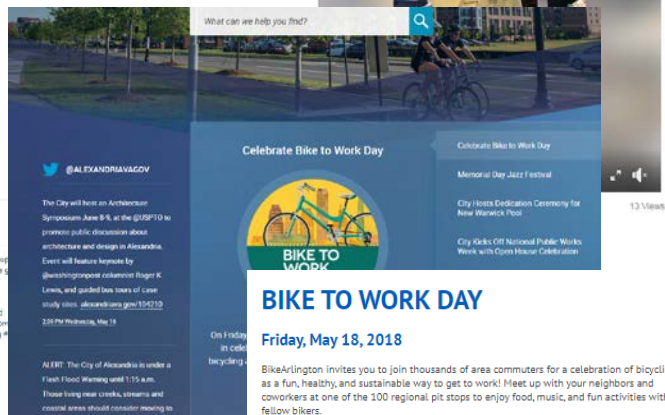 What can we help you find?
Celebrate Bike to Work Day
Celebrate Bike to Work Day
Memorial Day Jazz Festival
City Hosts Dedication Ceremony for
New Warwick Pool
City Kicks Off National Public Works
Week with Open House Celebration
13 Views
@ALEXANDRIAVAGOV
The City will host an Architecture
Symposium June 8-9, at the @USPTO to
promote public discussion about
architecture and design in Alexandria.
Event will feature keynote by
@washingtonpost columnist Roger K
Lewis, and guided bus tours of case
study sites. alexandriava.gov/104210
2:09 PM Wednesday, May 16
ALERT: The City of Alexandria is under a
Flash Flood Warning until 1:15 a.m.
Those living near creeks, streams and
coastal areas should consider moving to
BIKE TO
WORK
On Friday
in cele
bicycling a
BIKE TO WORK DAY
Friday, May 18, 2018
BikeArlington invites you to join thousands of area commuters for a celebration of bicycli
as a fun, healthy, and sustainable way to get to work! Meet up with your neighbors and
coworkers at one of the 100 regional pit stops to enjoy food, music, and fun activities with
fellow bikers.